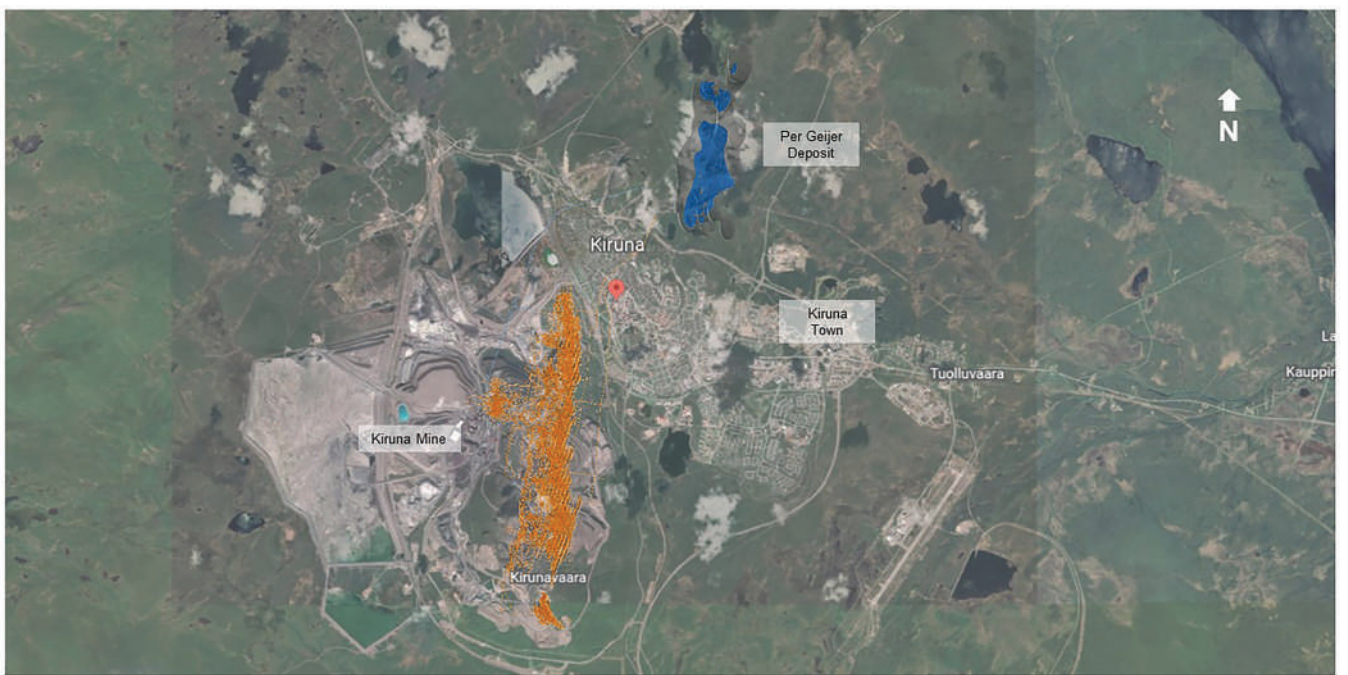 Per Geijer
Deposit
N
Kiruna
Kiruna
Town
Tuolluvaara
Kiruna Mine
Kirunavaara